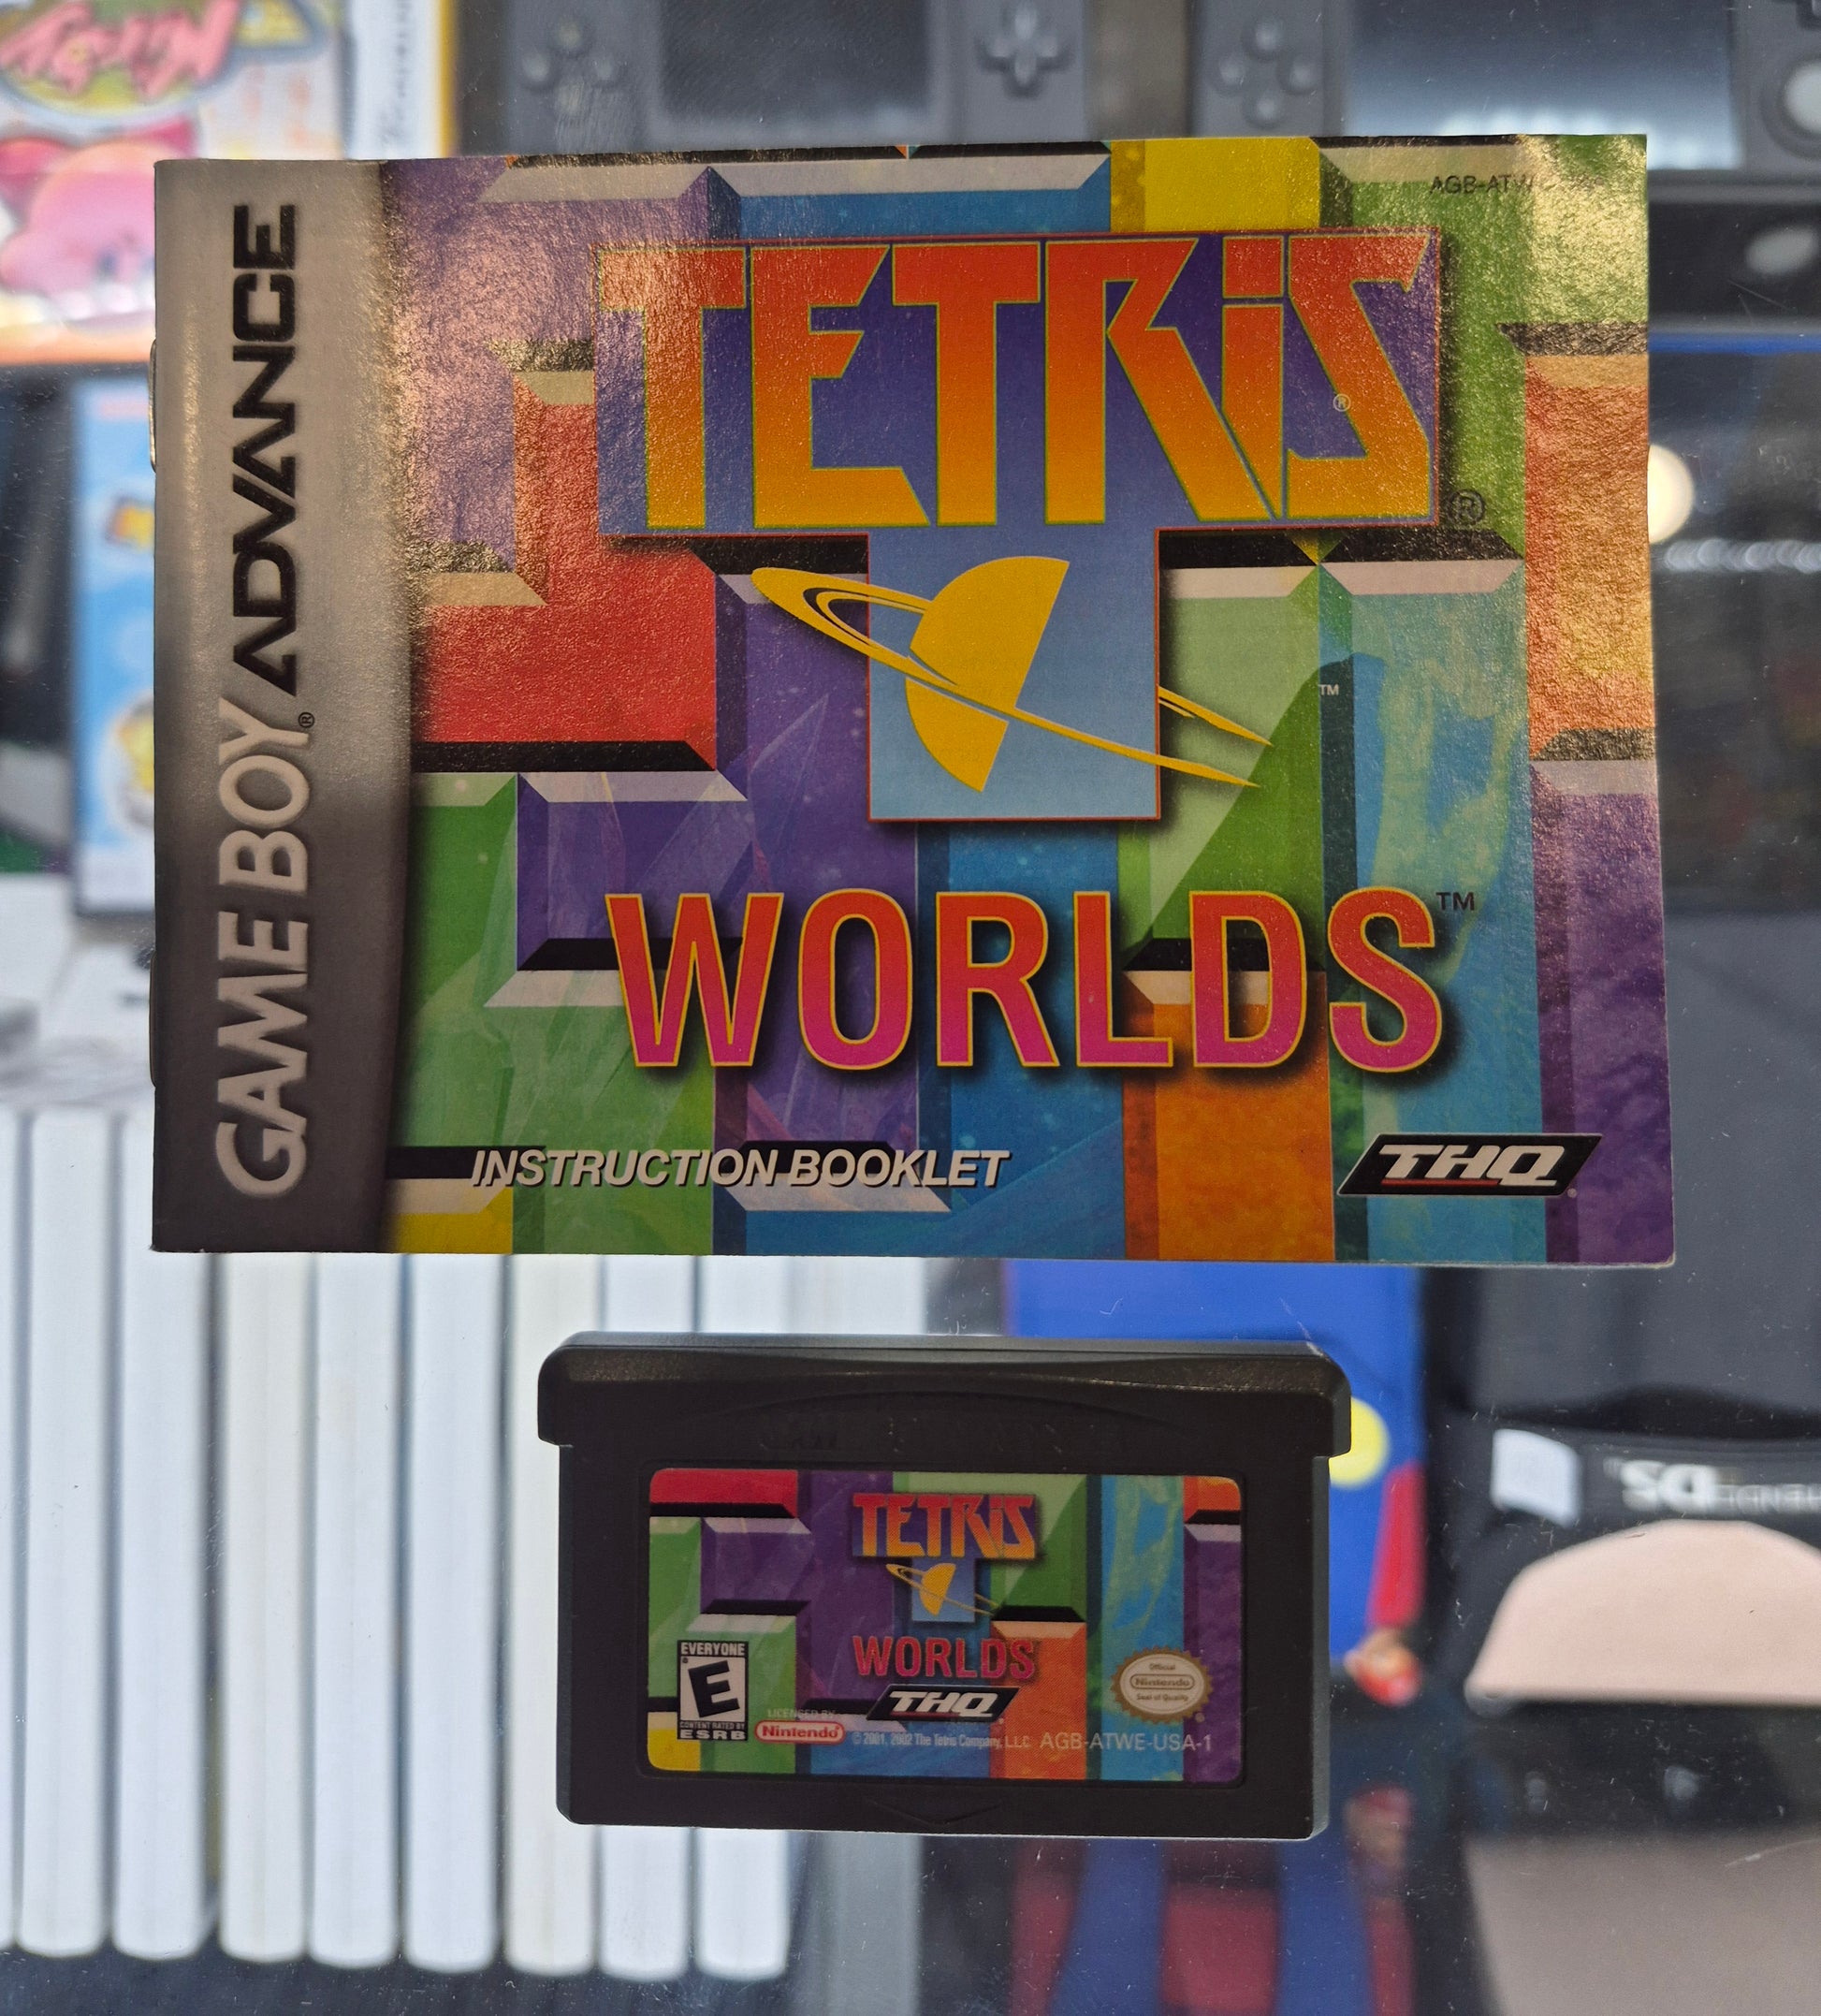 Kirby
AGB-ATW
GAME BOY® ADVANCE
TETRIS®
®
™
WORLDS™
INSTRUCTION BOOKLET
THQ
TETRIS
WORLDS
THQ
EVERYONE
E
CONTENT RATED BY
ESRB
LICENSED BY
Nintendo®
Official
Nintendo
Seal of Quality
© 2001, 2002 The Tetris Company, LLC
AGB-ATWE-USA-1
NINTENDO DS